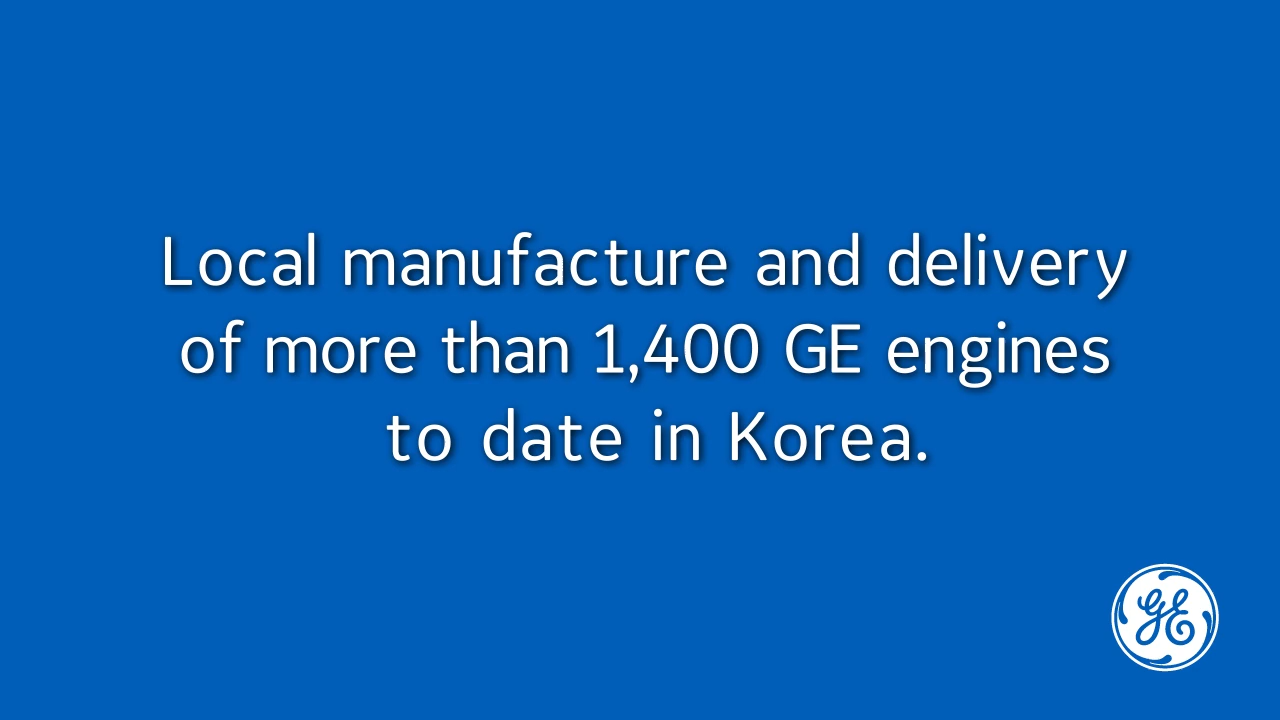 Local manufacture and delivery
of more than 1,400 GE engines
to date in Korea.
GE